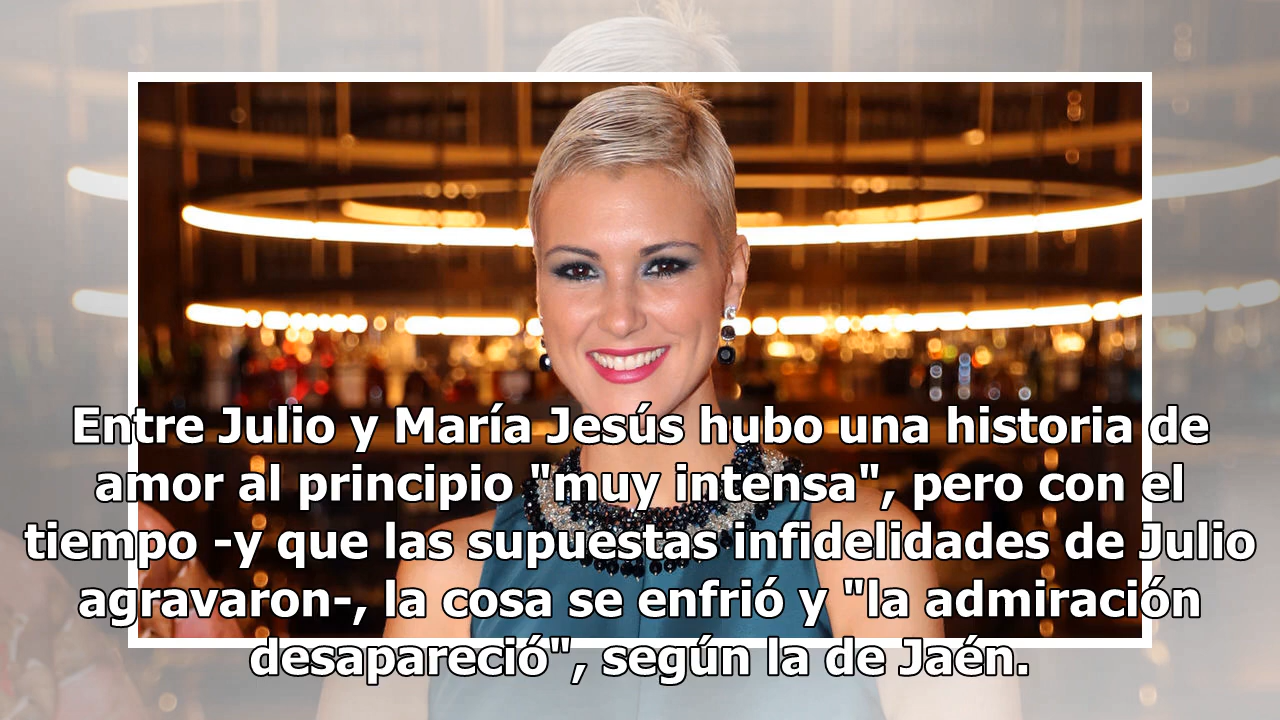 Entre Julio y María Jesús hubo una historia de
amor al principio "muy intensa", pero con el
tiempo -y que las supuestas infidelidades de Julio
agravaron-, la cosa se enfrió y "la admiración
desapareció", según la de Jaén.